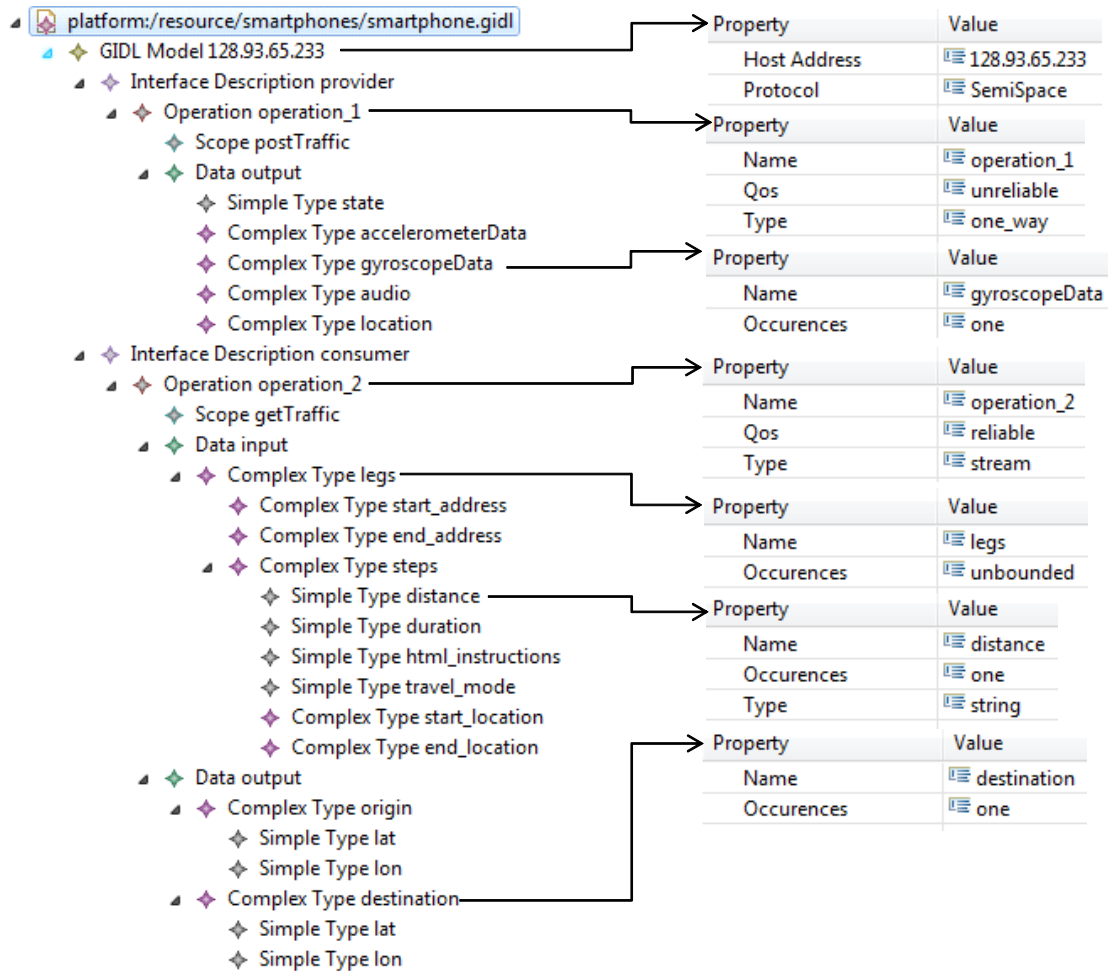 platform:/resource/smartphones/smartphone.gidl
GIDL Model 128.93.65.233
Interface Description provider
Operation operation_1
Scope postTraffic
Data output
Simple Type state
Complex Type accelerometerData
Complex Type gyroscopeData
Complex Type audio
Complex Type location
Interface Description consumer
Operation operation_2
Scope getTraffic
Data input
Complex Type legs
Complex Type start_address
Complex Type end_address
Complex Type steps
Simple Type distance
Simple Type duration
Simple Type html_instructions
Simple Type travel_mode
Complex Type start_location
Complex Type end_location
Data output
Complex Type origin
Simple Type lat
Simple Type lon
Complex Type destination
Simple Type lat
Simple Type lon
Property Value
Host Address 128.93.65.233
Protocol SemiSpace
Property Value
Name operation_1
Qos unreliable
Type one_way
Property Value
Name gyroscopeData
Occurences one
Property Value
Name operation_2
Qos reliable
Type stream
Property Value
Name legs
Occurences unbounded
Property Value
Name distance
Occurences one
Type string
Property Value
Name destination
Occurences one